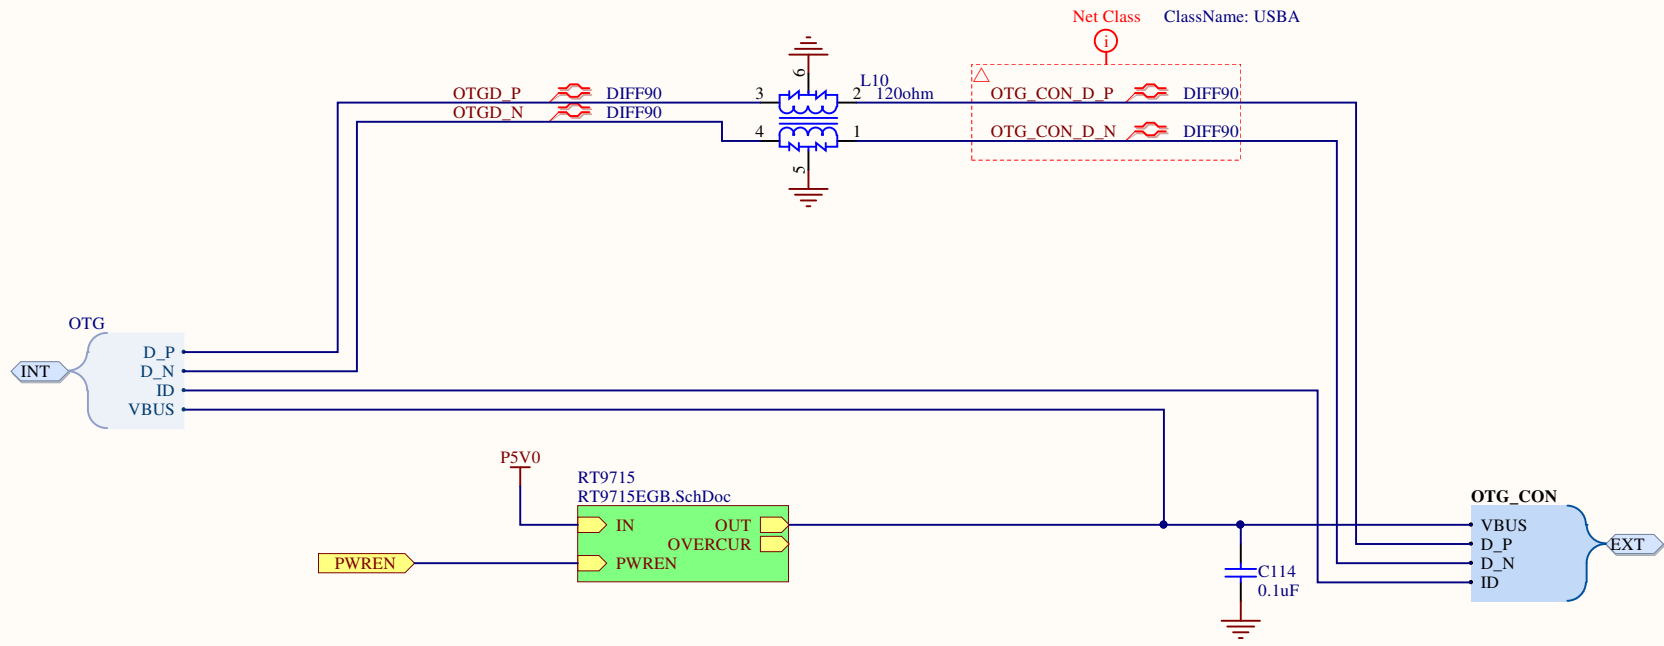 Net Class ClassName: USBA
i
6
L10
OTGD_P DIFF90 3 2 120ohm OTG_CON_D_P DIFF90
OTGD_N DIFF90
4 1 OTG_CON_D_N DIFF90
5
OTG
INT
D_P
D_N
ID
VBUS
P5V0
RT9715
RT9715EGB.SchDoc
IN OUT
OVERCUR
PWREN PWREN
C114
0.1uF
OTG_CON
VBUS
D_P
D_N
ID
EXT